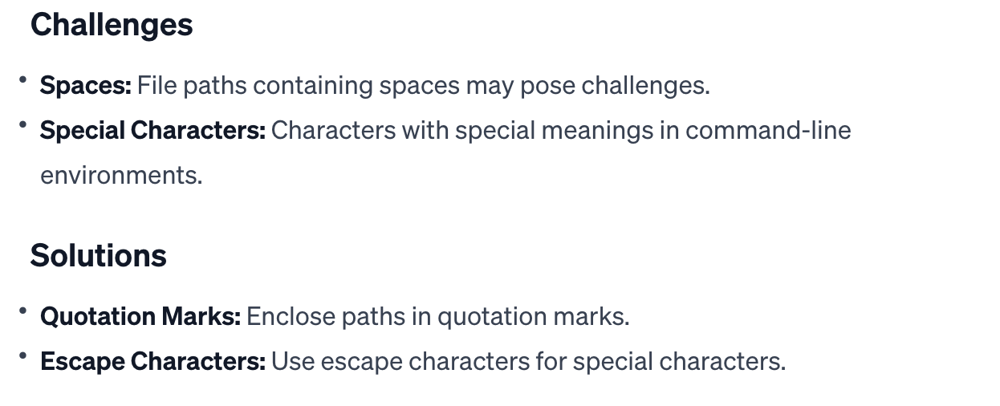 Challenges
• Spaces: File paths containing spaces may pose challenges.
• Special Characters: Characters with special meanings in command-line
environments.
Solutions
• Quotation Marks: Enclose paths in quotation marks.
• Escape Characters: Use escape characters for special characters.